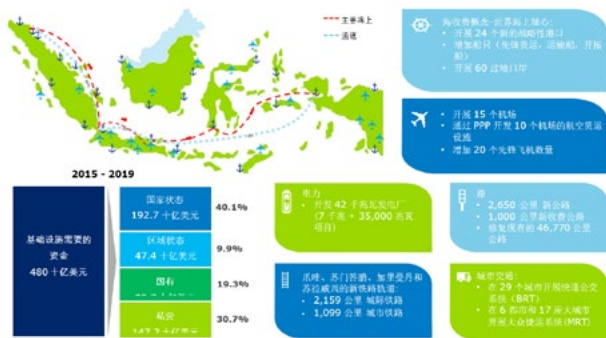 主要海上
通道
海收费概念-世界海上轴心:
开展 24 个新的战略性港口
增加船只(先锋货运,运输船,开拓船)
开展 60 过地口岸
开展 15 个机场
通过 PPP 开发 10 个机场的航空货运设施
增加 20 个先锋飞机数量
2015 - 2019
基础设施需要的
资金
480 十亿美元
国家状态
192.7 十亿美元
40.1%
区域状态
47.4 十亿美元
9.9%
国有
19.3%
私营
30.7%
电力
开发 42 千兆瓦发电厂
(7 千兆 + 35,000 兆瓦
项目)
2,650 公里 新公路
1,000 公里新收费公路
修复现有的 46,770 公里
公路
爪哇、苏门答腊、加里曼丹和
苏拉威西的新铁路轨道:
2,159 公里 城际铁路
1,099 公里 城市铁路
城市交通:
在 29 个城市开展快速公交
系统 (BRT)
在 6 都市和 17 座大城市
开展大众捷运系统(MRT)